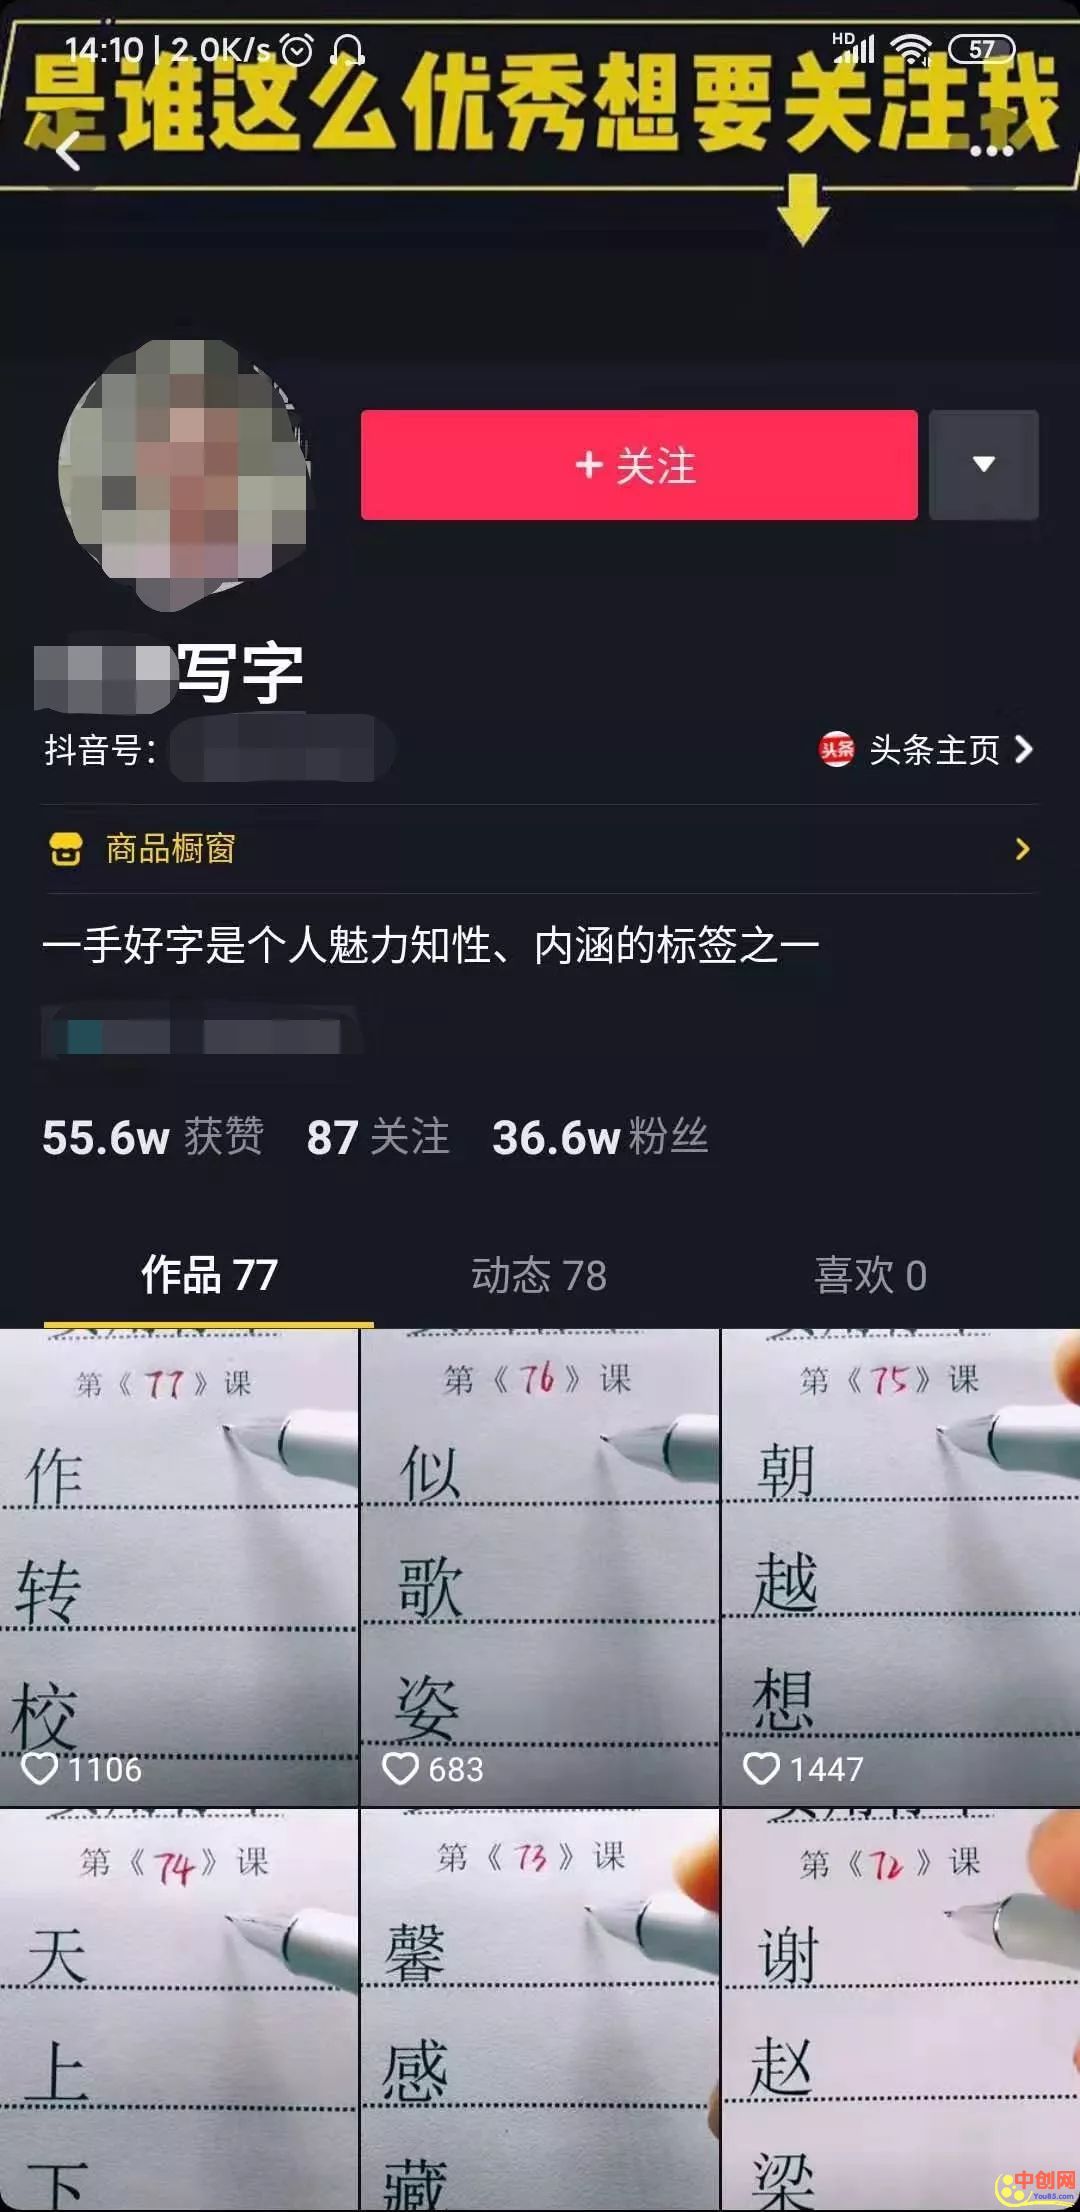 14:10 | 2.0K/s HD 57
是谁这么优秀想要关注我
+ 关注
写字
抖音号：
头条 头条主页
商品橱窗
一手好字是个人魅力知性、内涵的标签之一
55.6w 获赞 87 关注 36.6w 粉丝
作品 77 动态 78 喜欢 0
第《77》课
作
转
校
1106
第《76》课
似
歌
姿
683
第《75》课
朝
越
想
1447
第《74》课
天
上
下
第《73》课
馨
感
藏
第《72》课
谢
赵
梁
中创网
You85.com